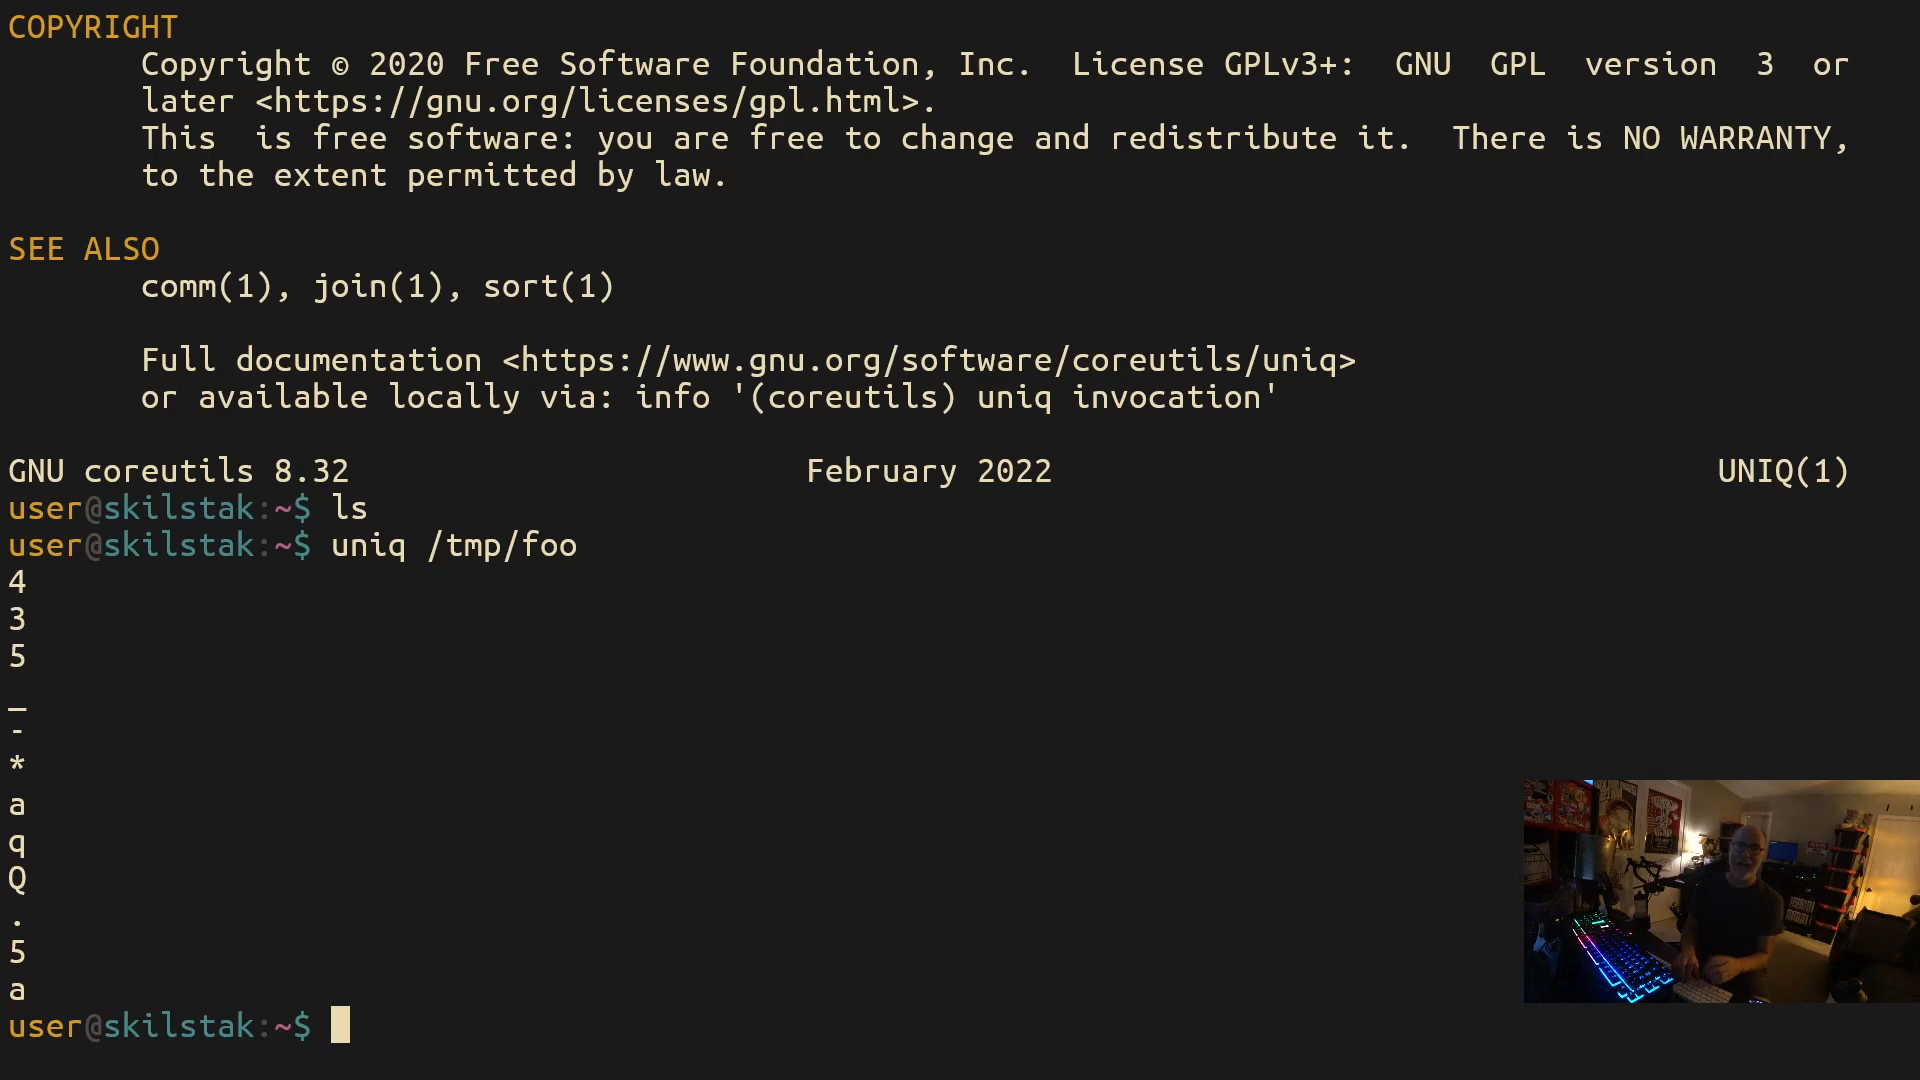 COPYRIGHT
Copyright © 2020 Free Software Foundation, Inc.  License GPLv3+:  GNU  GPL  version  3  or
later <https://gnu.org/licenses/gpl.html>.
This  is free software: you are free to change and redistribute it.  There is NO WARRANTY,
to the extent permitted by law.
SEE ALSO
comm(1), join(1), sort(1)
Full documentation <https://www.gnu.org/software/coreutils/uniq>
or available locally via: info '(coreutils) uniq invocation'
GNU coreutils 8.32 February 2022 UNIQ(1)
user@skilstak:~$ ls
user@skilstak:~$ uniq /tmp/foo
4
3
5
_
-
*
a
q
Q
.
5
a
user@skilstak:~$